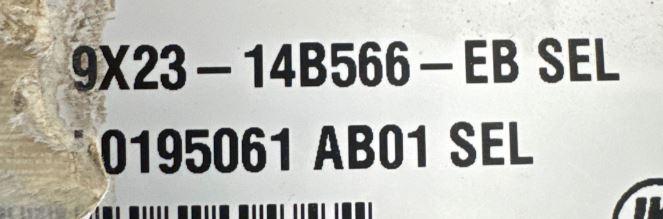 9X23 – 14B566 – EB SEL
0195061 AB01 SEL